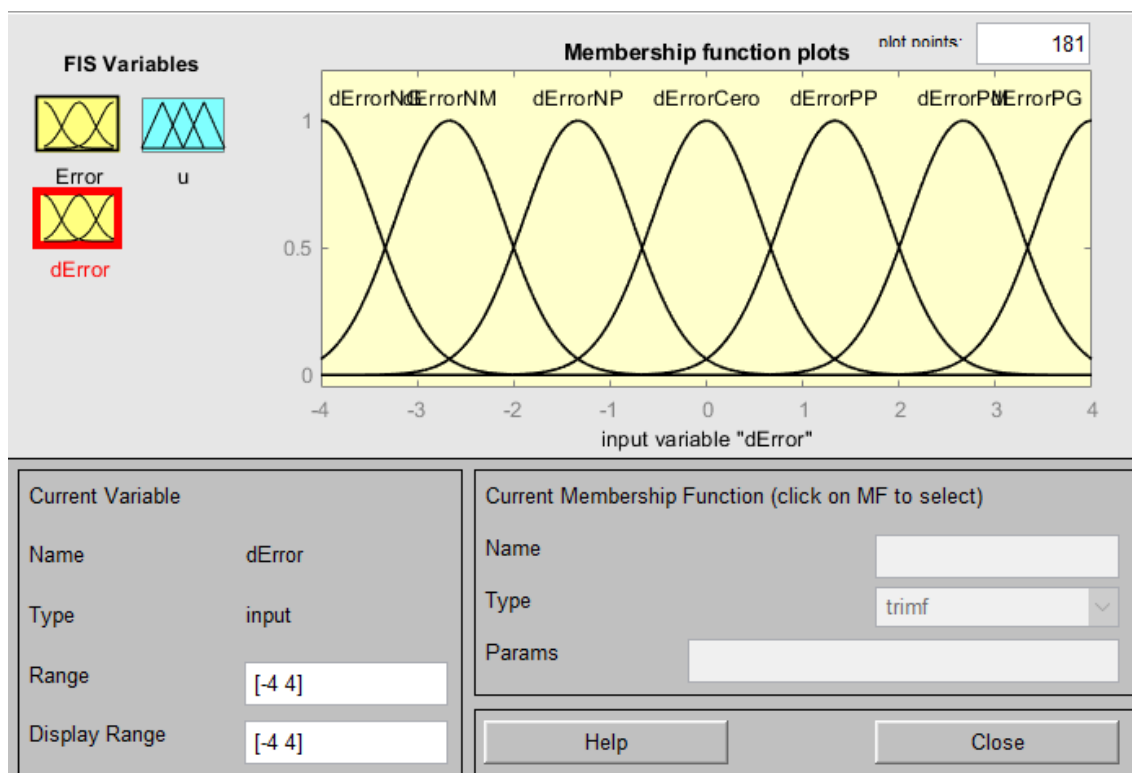 FIS Variables
Error
u
dError
Membership function plots
plot points:
181
dErrorNG
dErrorNM
dErrorNP
dErrorCero
dErrorPP
dErrorPM
dErrorPG
1
0.5
0
-4 -3 -2 -1 0 1 2 3 4
input variable "dError"
Current Variable
Name dError
Type input
Range [-4 4]
Display Range [-4 4]
Current Membership Function (click on MF to select)
Name
Type trimf
Params
Help
Close